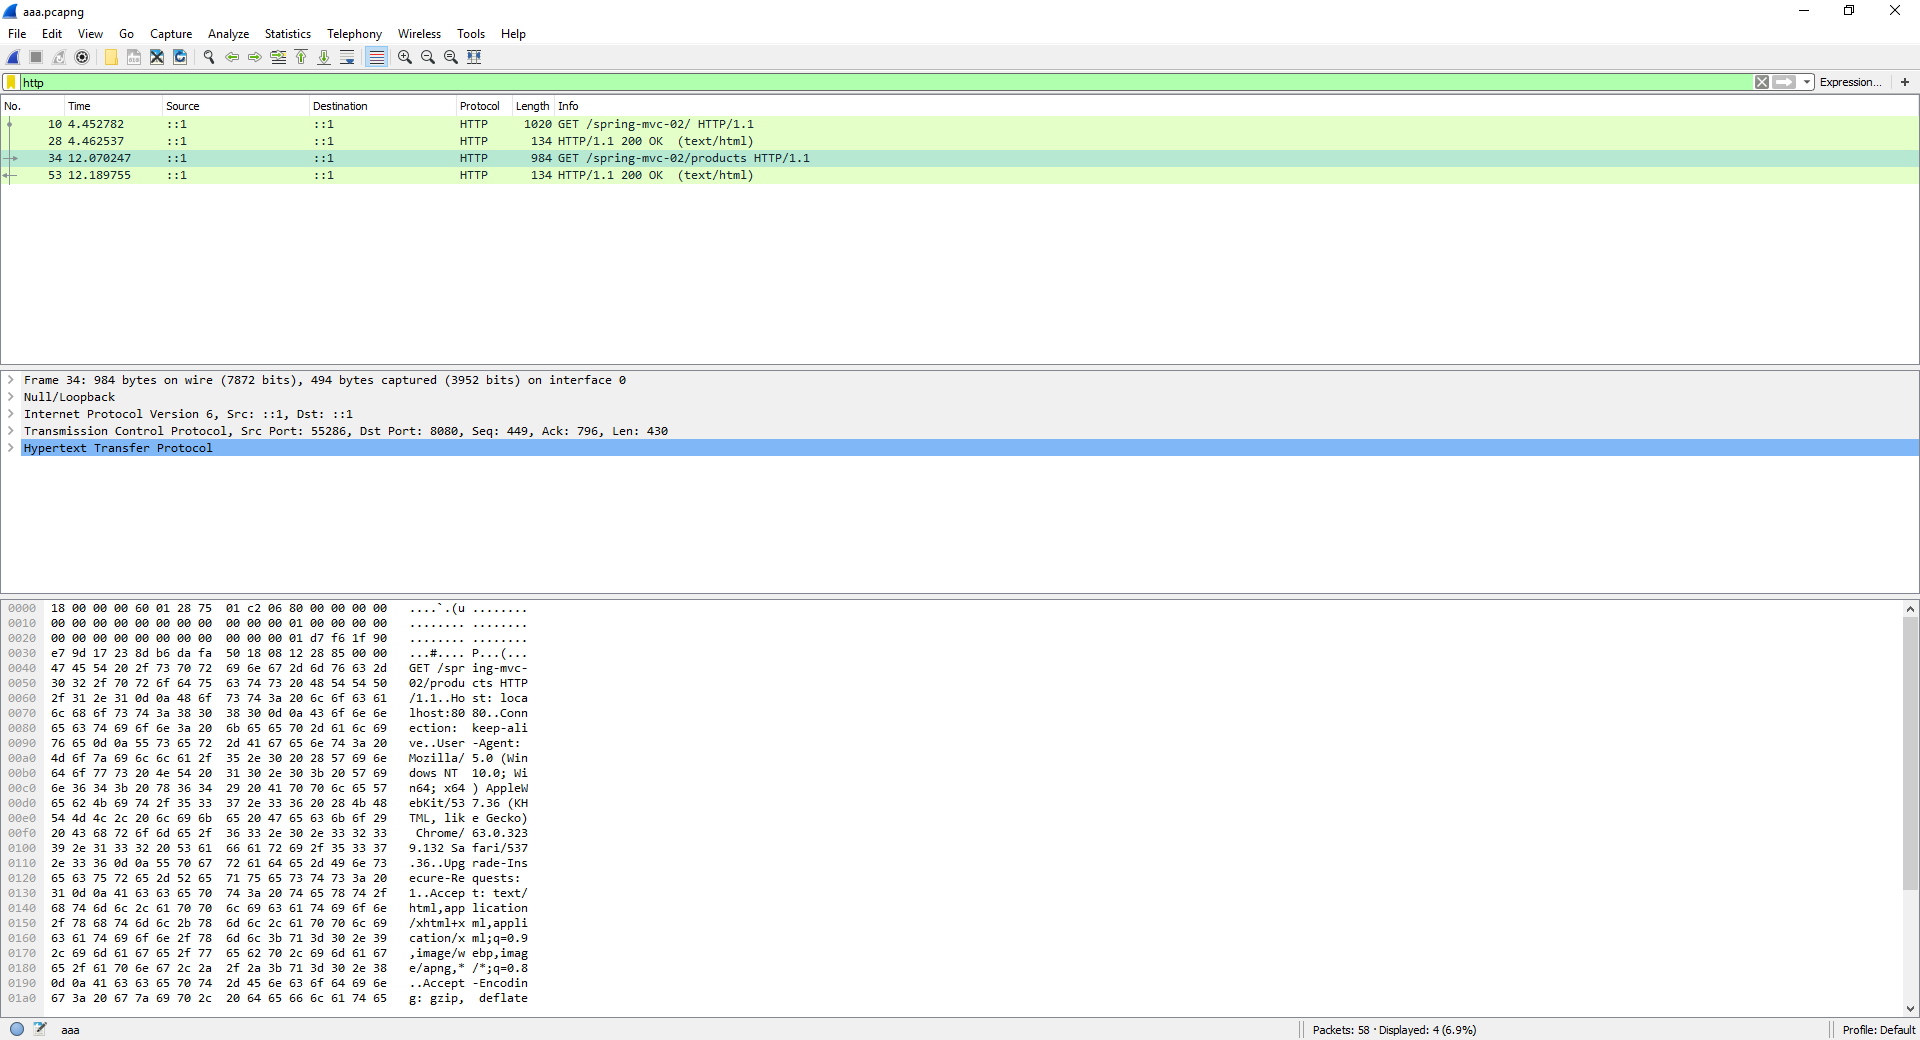 aaa.pcapng
File Edit View Go Capture Analyze Statistics Telephony Wireless Tools Help
http Expression... +
No. Time Source Destination Protocol Length Info
10 4.452782 ::1 ::1 HTTP 1020 GET /spring-mvc-02/ HTTP/1.1
28 4.462537 ::1 ::1 HTTP 134 HTTP/1.1 200 OK (text/html)
34 12.070247 ::1 ::1 HTTP 984 GET /spring-mvc-02/products HTTP/1.1
53 12.189755 ::1 ::1 HTTP 134 HTTP/1.1 200 OK (text/html)
Frame 34: 984 bytes on wire (7872 bits), 494 bytes captured (3952 bits) on interface 0
Null/Loopback
Internet Protocol Version 6, Src: ::1, Dst: ::1
Transmission Control Protocol, Src Port: 55286, Dst Port: 8080, Seq: 449, Ack: 796, Len: 430
Hypertext Transfer Protocol
0000 18 00 00 00 60 01 28 75 01 c2 06 80 00 00 00 00 ....`.(u ........
0010 00 00 00 00 00 00 00 00 00 00 00 01 00 00 00 00 ........ ........
0020 00 00 00 00 00 00 00 00 00 00 00 01 d7 f6 1f 90 ........ ........
0030 e7 9d 17 23 8d b6 da fa 50 18 08 12 28 85 00 00 ...#.... P...(...
0040 47 45 54 20 2f 73 70 72 69 6e 67 2d 6d 76 63 2d GET /spr ing-mvc-
0050 30 32 2f 70 72 6f 64 75 63 74 73 20 48 54 54 50 02/produ cts HTTP
0060 2f 31 2e 31 0d 0a 48 6f 73 74 3a 20 6c 6f 63 61 /1.1..Ho st: loca
0070 6c 68 6f 73 74 3a 38 30 38 30 0d 0a 43 6f 6e 6e lhost:80 80..Conn
0080 65 63 74 69 6f 6e 3a 20 6b 65 65 70 2d 61 6c 69 ection: keep-ali
0090 76 65 0d 0a 55 73 65 72 2d 41 67 65 6e 74 3a 20 ve..User -Agent:
00a0 4d 6f 7a 69 6c 6c 61 2f 35 2e 30 20 28 57 69 6e Mozilla/ 5.0 (Win
00b0 64 6f 77 73 20 4e 54 20 31 30 2e 30 3b 20 57 69 dows NT 10.0; Wi
00c0 6e 36 34 3b 20 78 36 34 29 20 41 70 70 6c 65 57 n64; x64 ) AppleW
00d0 65 62 4b 69 74 2f 35 33 37 2e 33 36 20 28 4b 48 ebKit/53 7.36 (KH
00e0 54 4d 4c 2c 20 6c 69 6b 65 20 47 65 63 6b 6f 29 TML, lik e Gecko)
00f0 20 43 68 72 6f 6d 65 2f 36 33 2e 30 2e 33 32 33 Chrome/ 63.0.323
0100 39 2e 31 33 32 20 53 61 66 61 72 69 2f 35 33 37 9.132 Sa fari/537
0110 2e 33 36 0d 0a 55 70 67 72 61 64 65 2d 49 6e 73 .36..Upg rade-Ins
0120 65 63 75 72 65 2d 52 65 71 75 65 73 74 73 3a 20 ecure-Re quests:
0130 31 0d 0a 41 63 63 65 70 74 3a 20 74 65 78 74 2f 1..Accep t: text/
0140 68 74 6d 6c 2c 61 70 70 6c 69 63 61 74 69 6f 6e html,app lication
0150 2f 78 68 74 6d 6c 2b 78 6d 6c 2c 61 70 70 6c 69 /xhtml+x ml,appli
0160 63 61 74 69 6f 6e 2f 78 6d 6c 3b 71 3d 30 2e 39 cation/x ml;q=0.9
0170 2c 69 6d 61 67 65 2f 77 65 62 70 2c 69 6d 61 67 ,image/w ebp,imag
0180 65 2f 61 70 6e 67 2c 2a 2f 2a 3b 71 3d 30 2e 38 e/apng,* /*;q=0.8
0190 0d 0a 41 63 63 65 70 74 2d 45 6e 63 6f 64 69 6e ..Accept -Encodin
01a0 67 3a 20 67 7a 69 70 2c 20 64 65 66 6c 61 74 65 g: gzip, deflate
aaa Packets: 58 · Displayed: 4 (6.9%) Profile: Default